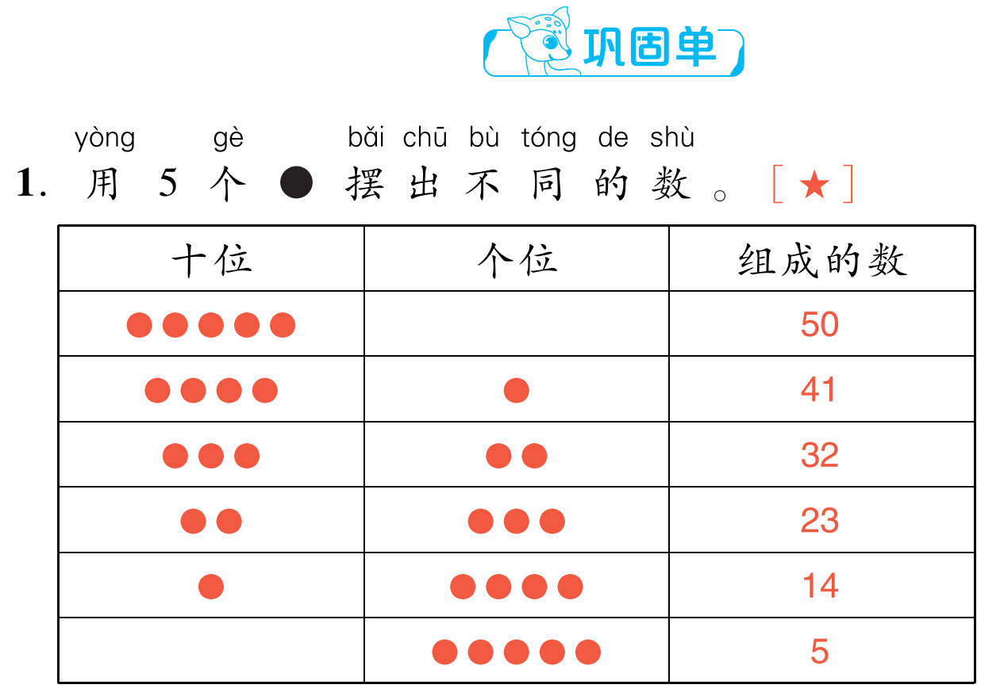 巩固单
yòng gè bǎi chū bù tóng de shù
1. 用 5 个 ● 摆 出 不 同 的 数 。 [ ★ ]
十位 个位 组成的数
●●●●● 50
●●●● ● 41
●●● ●● 32
●● ●●● 23
● ●●●● 14
●●●●● 5